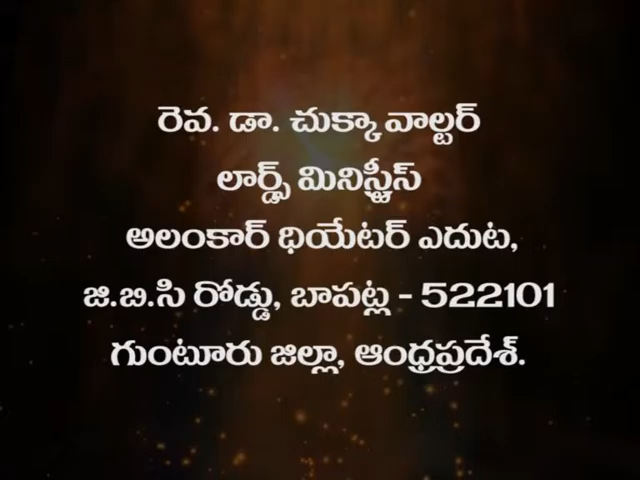 రెవ. డా. చుక్కా వాల్టర్
లార్డ్స్ మినిస్ట్రీస్
అలంకార్ థియేటర్ ఎదుట,
జి.బి.సి రోడ్డు, బాపట్ల - 522101
గుంటూరు జిల్లా, ఆంధ్రప్రదేశ్.